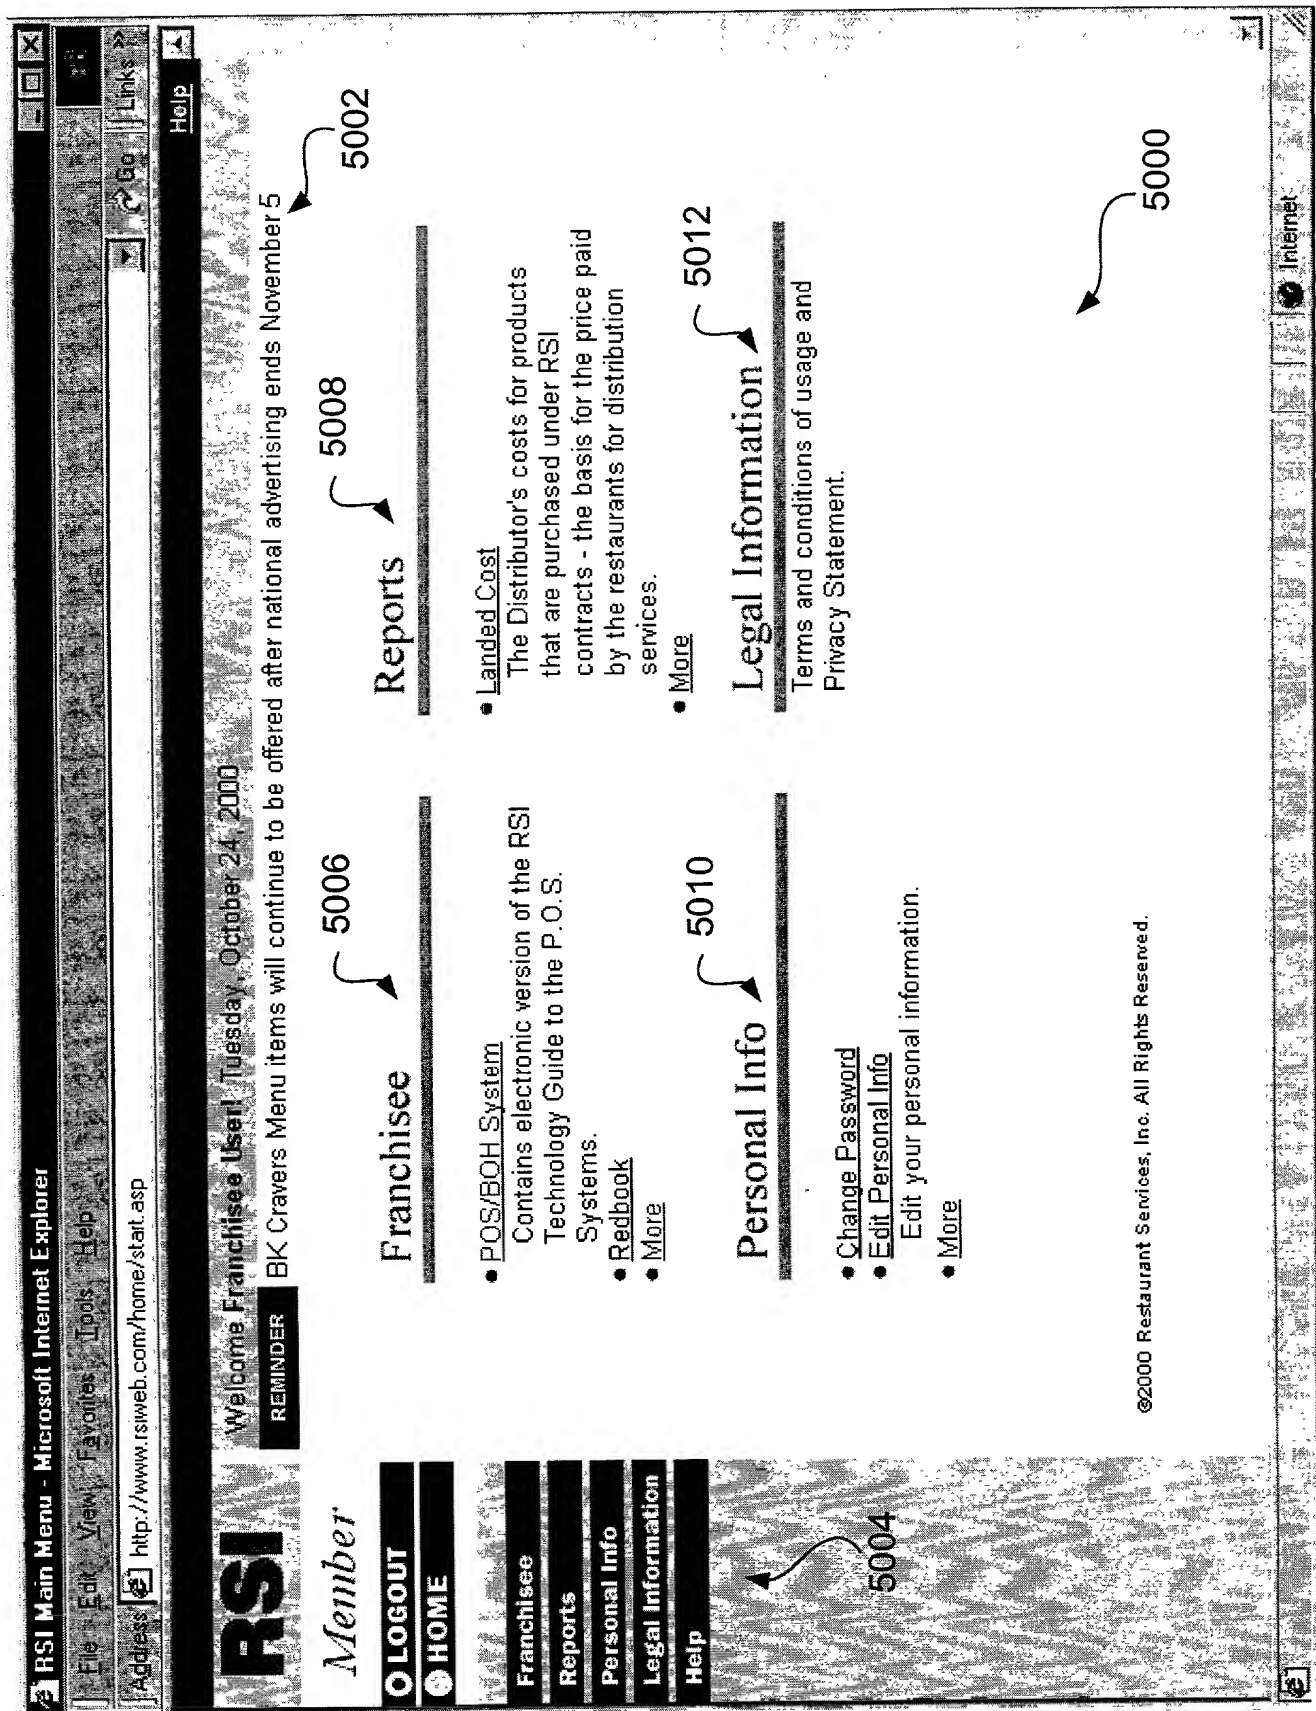 RSI Main Menu - Microsoft Internet Explorer
File Edit View Favorites Tools Help
Address http://www.rsiweb.com/home/start.asp Go Links »
Help
RSI
Welcome Franchisee User! Tuesday, October 24, 2000
REMINDER BK Cravers Menu items will continue to be offered after national advertising ends November 5
5002
Member
LOGOUT
HOME
Franchisee
Reports
Personal Info
Legal Information
Help
5004
5006
Franchisee
• POS/BOH System
Contains electronic version of the RSI
Technology Guide to the P.O.S.
Systems.
• Redbook
• More
5008
Reports
• Landed Cost
The Distributor's costs for products
that are purchased under RSI
contracts - the basis for the price paid
by the restaurants for distribution
services.
• More
5010
Personal Info
• Change Password
• Edit Personal Info
Edit your personal information.
• More
5012
Legal Information
Terms and conditions of usage and
Privacy Statement.
5000
©2000 Restaurant Services, Inc. All Rights Reserved.
Internet